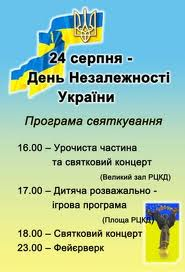 24 серпня -
День Незалежності
України
Програма святкування
16.00 – Урочиста частина
та святковий концерт
(Великий зал РЦКД)
17.00 – Дитяча розважально -
ігрова програма
(Площа РЦКД)
18.00 – Святковий концерт
23.00 – Фейєрверк